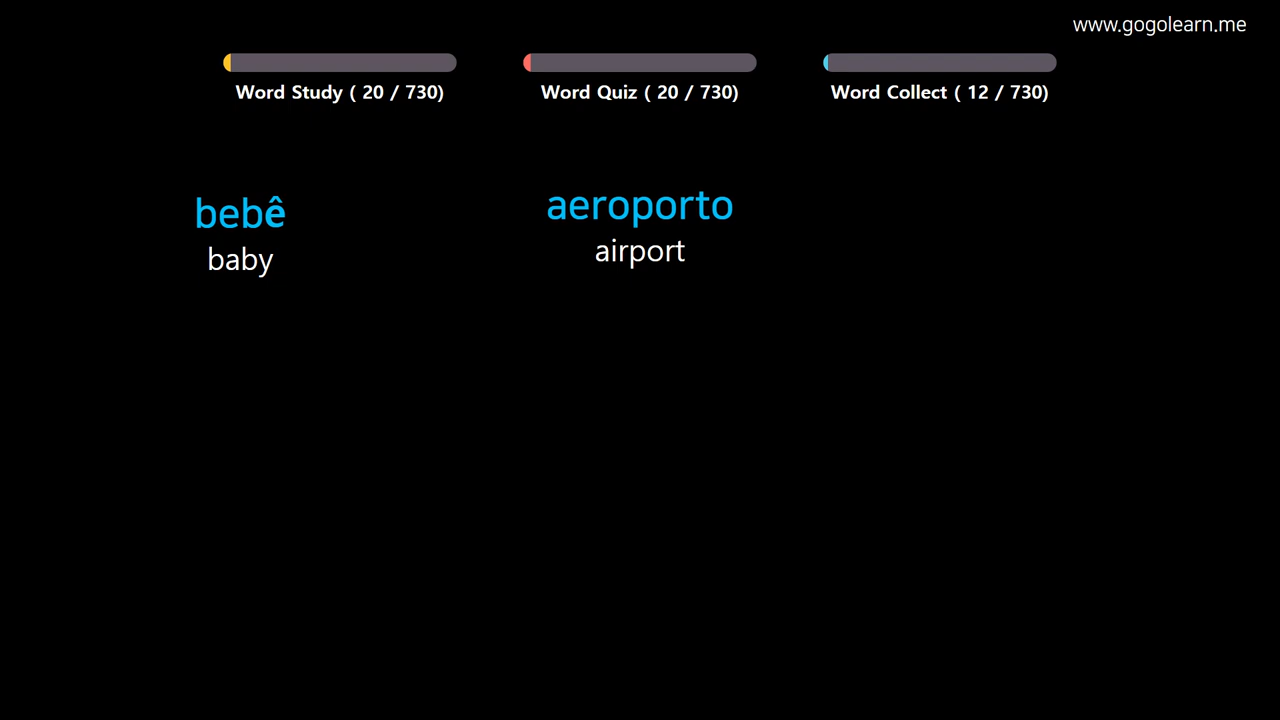 www.gogolearn.me
Word Study ( 20 / 730)
Word Quiz ( 20 / 730)
Word Collect ( 12 / 730)
bebê
baby
aeroporto
airport